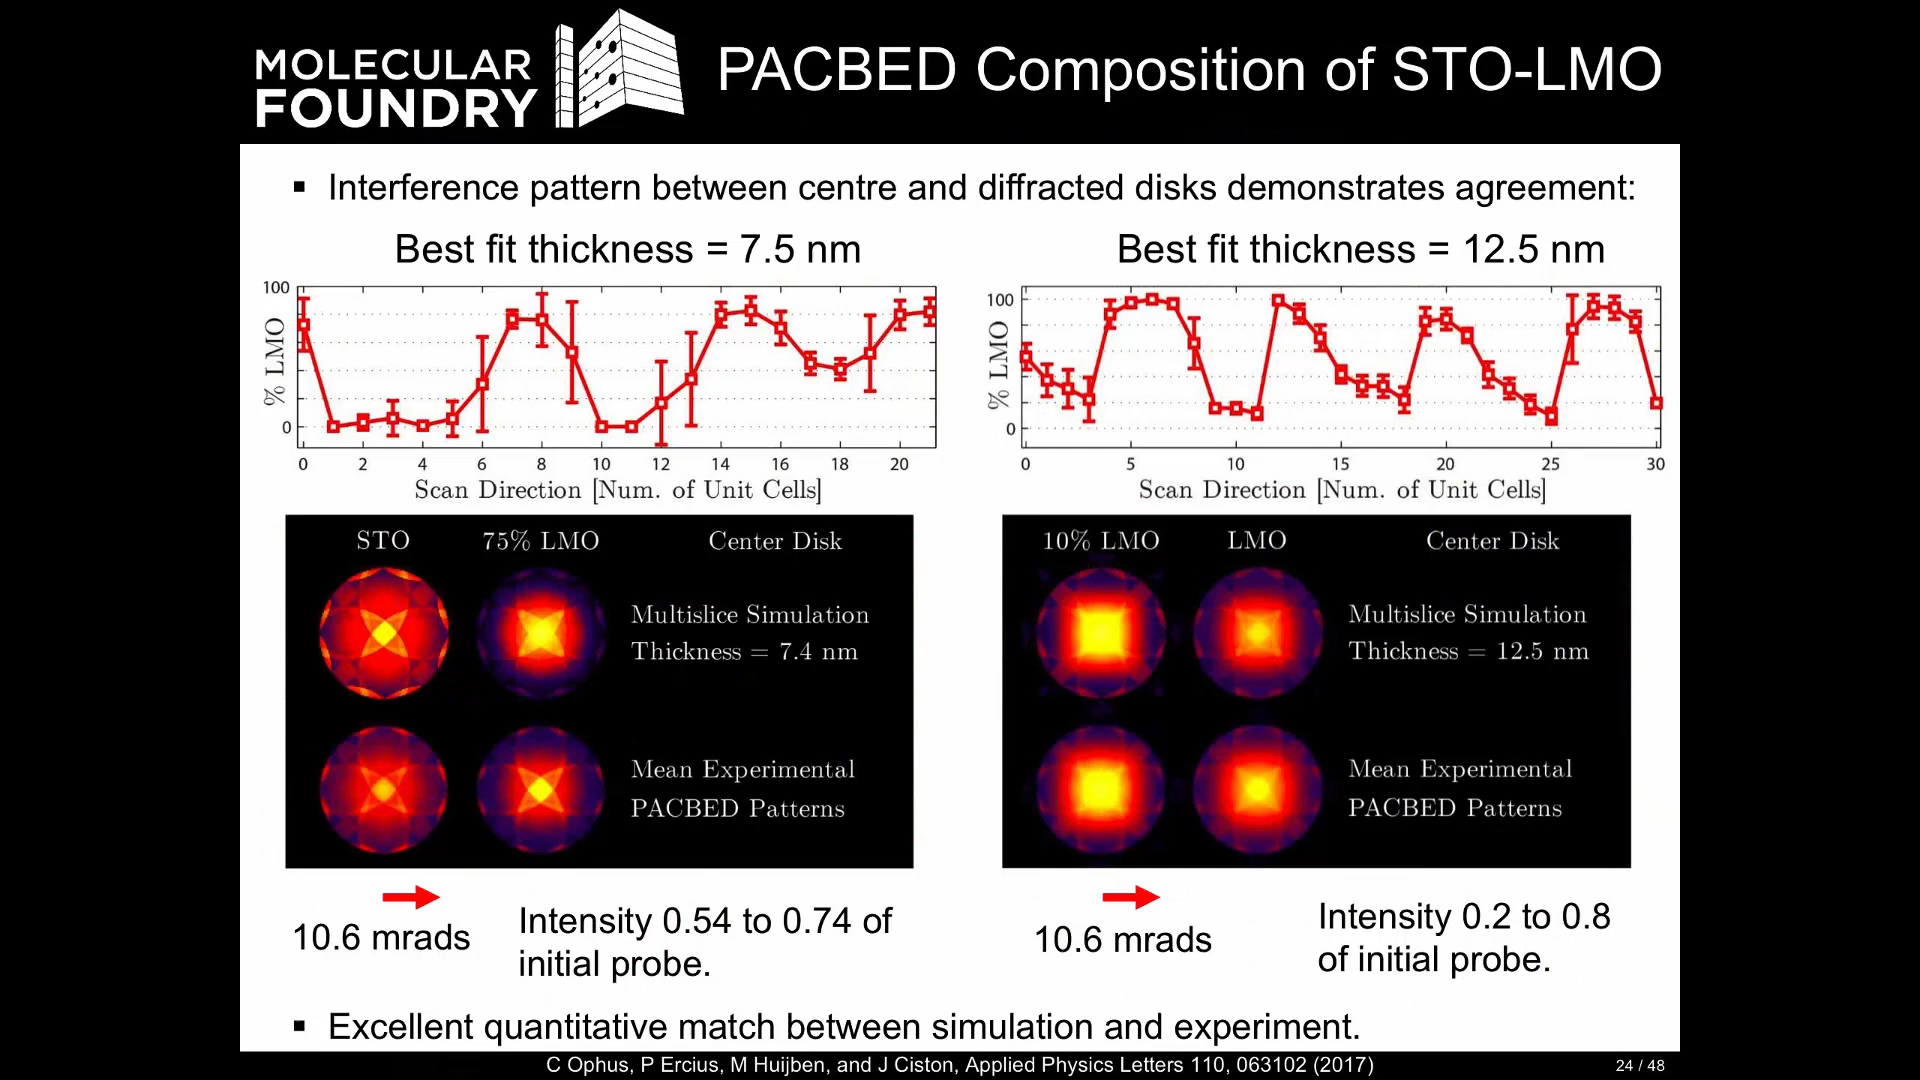 MOLECULAR
FOUNDRY
PACBED Composition of STO-LMO
▪ Interference pattern between centre and diffracted disks demonstrates agreement:
Best fit thickness = 7.5 nm
100
0
% LMO
0 2 4 6 8 10 12 14 16 18 20
Scan Direction [Num. of Unit Cells]
STO 75% LMO Center Disk
Multislice Simulation
Thickness = 7.4 nm
Mean Experimental
PACBED Patterns
10.6 mrads
Intensity 0.54 to 0.74 of
initial probe.
Best fit thickness = 12.5 nm
100
0
% LMO
0 5 10 15 20 25 30
Scan Direction [Num. of Unit Cells]
10% LMO LMO Center Disk
Multislice Simulation
Thickness = 12.5 nm
Mean Experimental
PACBED Patterns
10.6 mrads
Intensity 0.2 to 0.8
of initial probe.
▪ Excellent quantitative match between simulation and experiment.
C Ophus, P Ercius, M Huijben, and J Ciston, Applied Physics Letters 110, 063102 (2017)
24 / 48